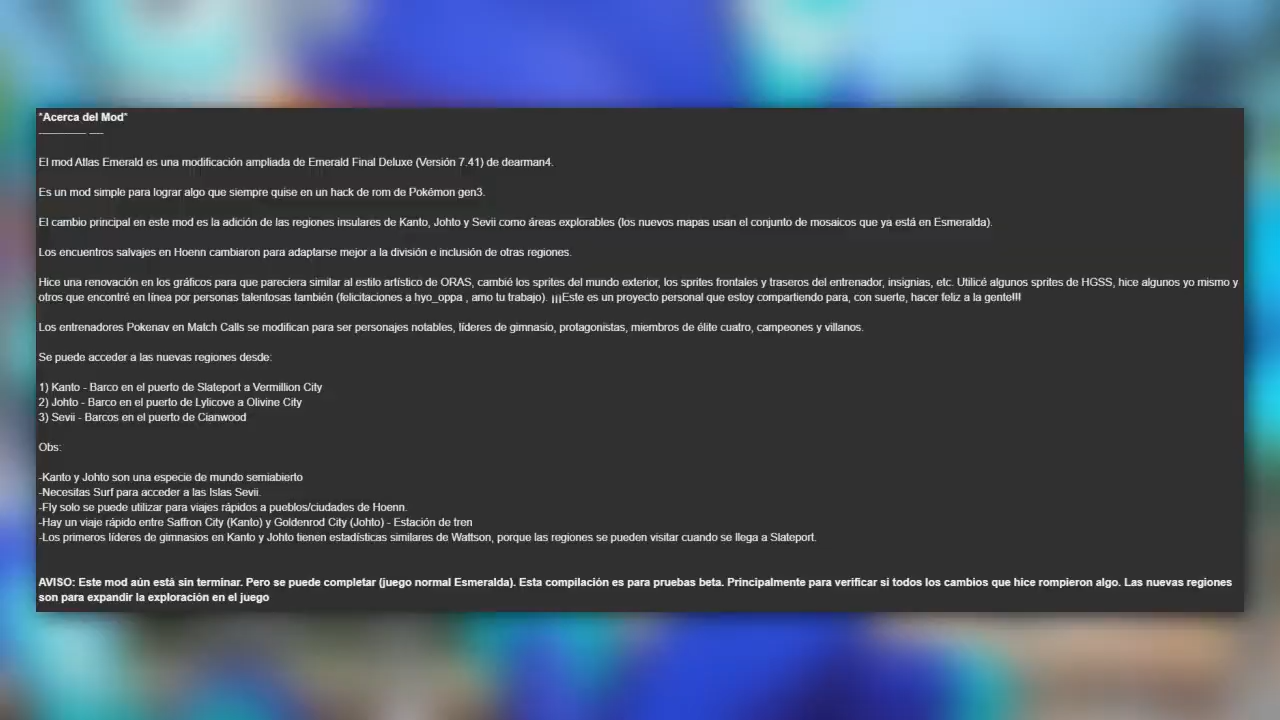 *Acerca del Mod*
El mod Atlas Emerald es una modificación ampliada de Emerald Final Deluxe (Versión 7.41) de dearman4.
Es un mod simple para lograr algo que siempre quise en un hack de rom de Pokémon gen3.
El cambio principal en este mod es la adición de las regiones insulares de Kanto, Johto y Sevii como áreas explorables (los nuevos mapas usan el conjunto de mosaicos que ya está en Esmeralda).
Los encuentros salvajes en Hoenn cambiaron para adaptarse mejor a la división e inclusión de otras regiones.
Hice una renovación en los gráficos para que pareciera similar al estilo artístico de ORAS, cambié los sprites del mundo exterior, los sprites frontales y traseros del entrenador, insignias, etc. Utilicé algunos sprites de HGSS, hice algunos yo mismo y
otros que encontré en línea por personas talentosas también (felicitaciones a hyo_oppa , amo tu trabajo). ¡¡¡Este es un proyecto personal que estoy compartiendo para, con suerte, hacer feliz a la gente!!!
Los entrenadores Pokenav en Match Calls se modifican para ser personajes notables, líderes de gimnasio, protagonistas, miembros de élite cuatro, campeones y villanos.
Se puede acceder a las nuevas regiones desde:
1) Kanto - Barco en el puerto de Slateport a Vermillion City
2) Johto - Barco en el puerto de Lylicove a Olivine City
3) Sevii - Barcos en el puerto de Cianwood
Obs:
-Kanto y Johto son una especie de mundo semiabierto
-Necesitas Surf para acceder a las Islas Sevii.
-Fly solo se puede utilizar para viajes rápidos a pueblos/ciudades de Hoenn.
-Hay un viaje rápido entre Saffron City (Kanto) y Goldenrod City (Johto) - Estación de tren
-Los primeros líderes de gimnasios en Kanto y Johto tienen estadísticas similares de Wattson, porque las regiones se pueden visitar cuando se llega a Slateport.
AVISO: Este mod aún está sin terminar. Pero se puede completar (juego normal Esmeralda). Esta compilación es para pruebas beta. Principalmente para verificar si todos los cambios que hice rompieron algo. Las nuevas regiones
son para expandir la exploración en el juego